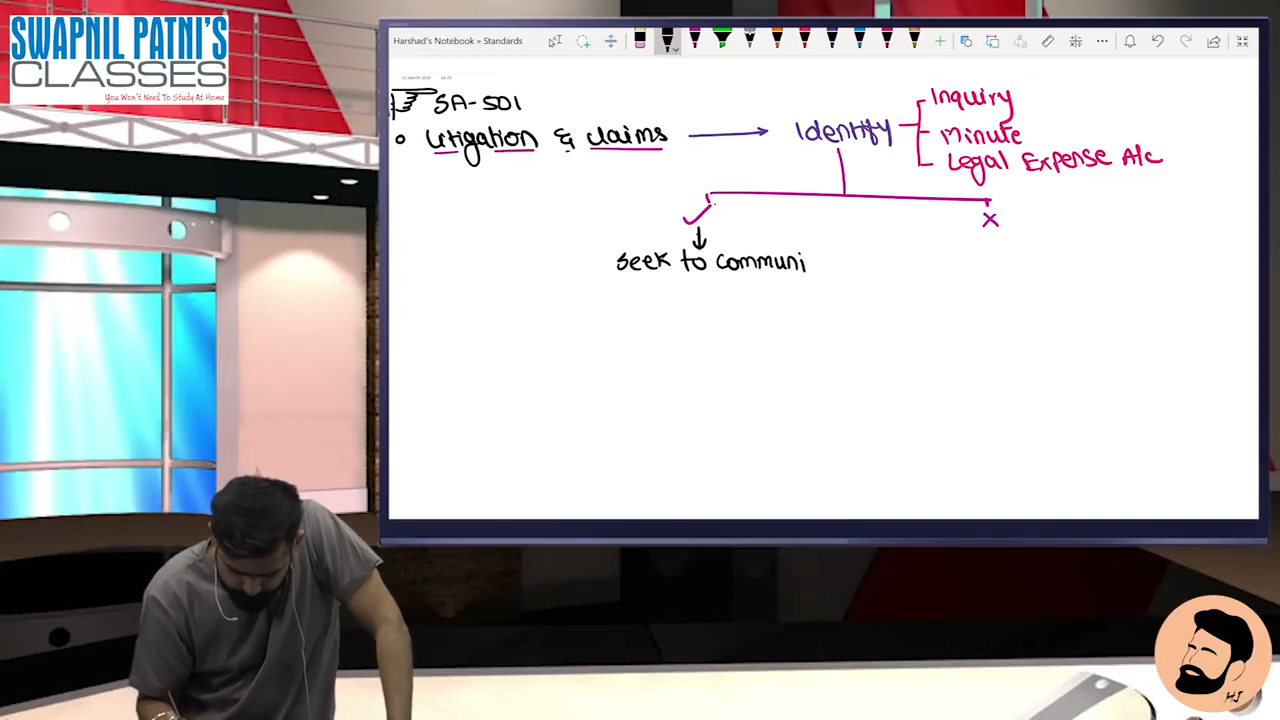 SWAPNIL PATNI'S
CLASSES
You Won't Need To Study At Home
Harshad's Notebook » Standards
SA-501
Litigation & claims
Identify
Inquiry
Minute
Legal Expense A/c
x
seek to communi
HJ